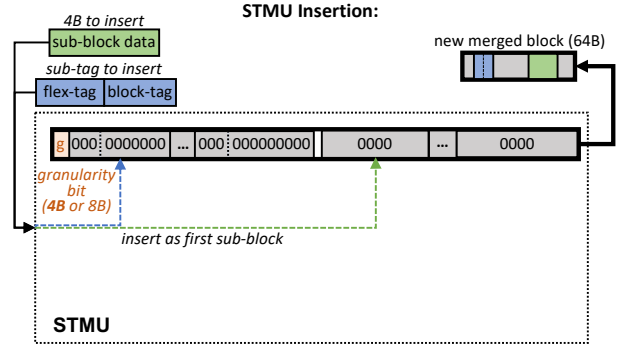 STMU Insertion:
4B to insert
sub-block data
new merged block (64B)
sub-tag to insert
flex-tag block-tag
g 000 0000000 ... 000 000000000 0000 ... 0000
granularity
bit
(4B or 8B)
insert as first sub-block
STMU